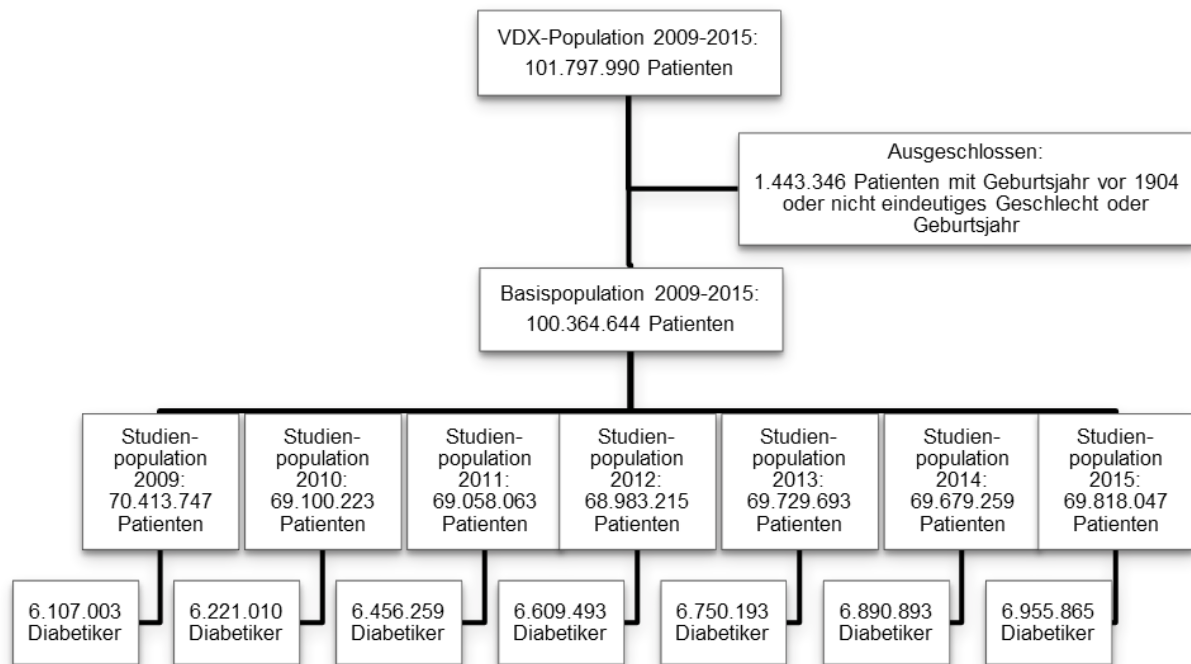 VDX-Population 2009-2015:
101.797.990 Patienten
Ausgeschlossen:
1.443.346 Patienten mit Geburtsjahr vor 1904
oder nicht eindeutiges Geschlecht oder
Geburtsjahr
Basispopulation 2009-2015:
100.364.644 Patienten
Studien-
population
2009:
70.413.747
Patienten
Studien-
population
2010:
69.100.223
Patienten
Studien-
population
2011:
69.058.063
Patienten
Studien-
population
2012:
68.983.215
Patienten
Studien-
population
2013:
69.729.693
Patienten
Studien-
population
2014:
69.679.259
Patienten
Studien-
population
2015:
69.818.047
Patienten
6.107.003
Diabetiker
6.221.010
Diabetiker
6.456.259
Diabetiker
6.609.493
Diabetiker
6.750.193
Diabetiker
6.890.893
Diabetiker
6.955.865
Diabetiker